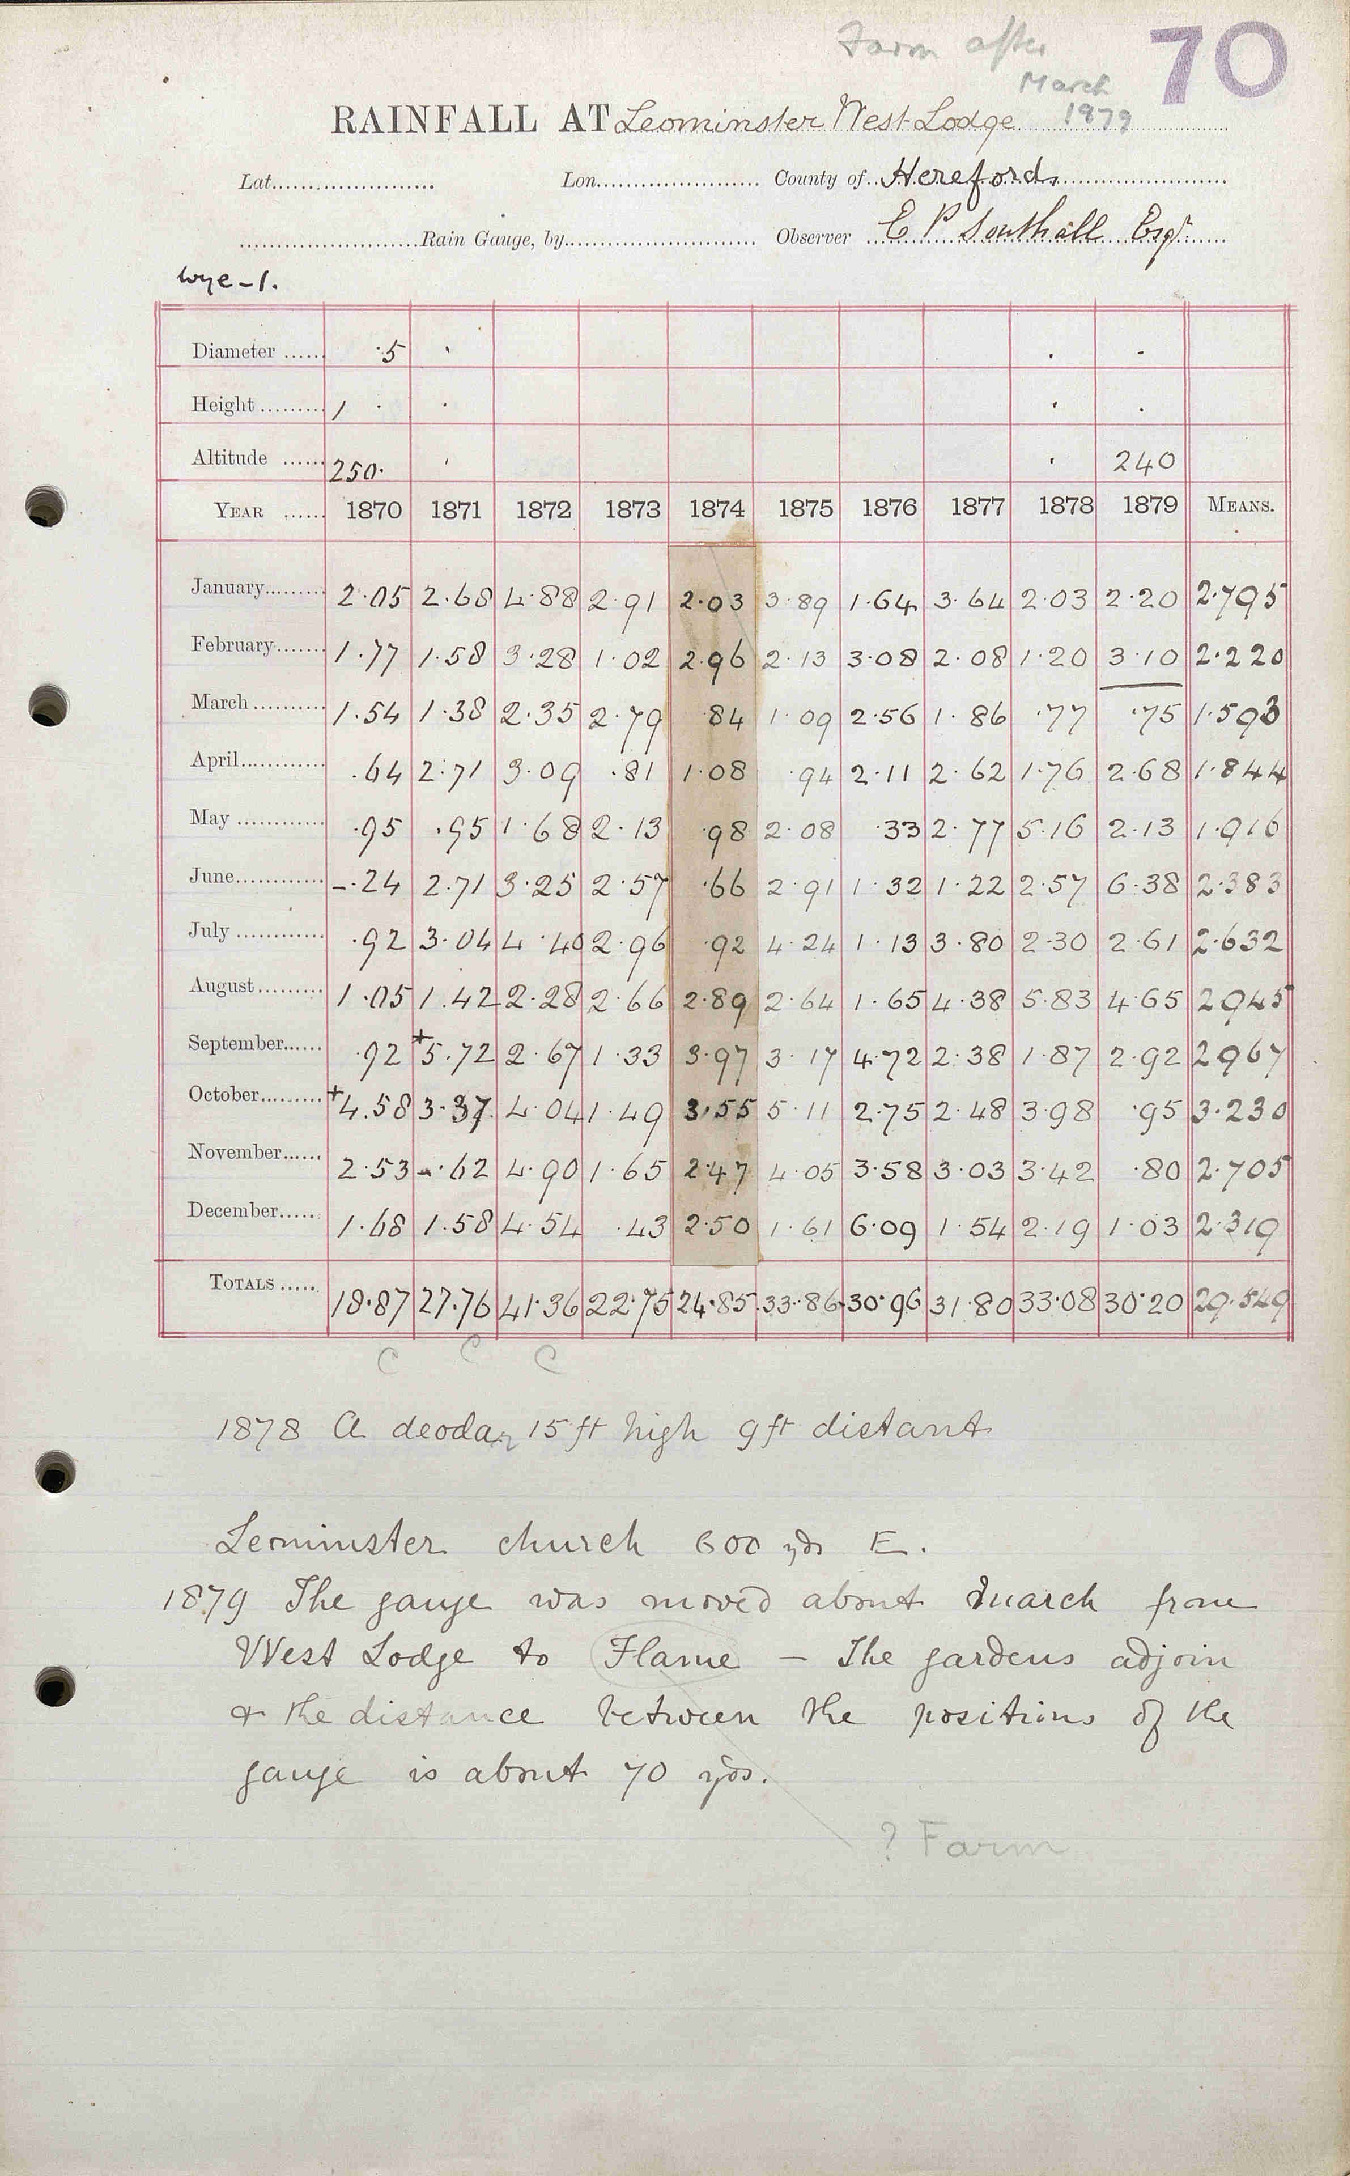 Farm after 70
March
RAINFALL AT Leominster West Lodge 1879
Lat. Lon. County of Herefords
Rain Gauge, by Observer E P Southall Esqr
Wye-1.
Diameter ...... ·5 ·  · ·
Height ......... 1 · · · ·
Altitude ...... 250· · · 240
YEAR ...... 1870 1871 1872 1873 1874 1875 1876 1877 1878 1879 MEANS.
January 2·05 2·68 4·88 2·91 2·03 3·89 1·64 3·64 2·03 2·20 2·795
February 1·77 1·58 3·28 1·02 2·96 2·13 3·08 2·08 1·20 3·10 2·220
March 1·54 1·38 2·35 2·79 ·84 1·09 2·56 1·86 ·77 ·75 1·593
April ·64 2·71 3·09 ·81 1·08 ·94 2·11 2·62 1·76 2·68 1·844
May ·95 ·95 1·68 2·13 ·98 2·08 ·33 2·77 5·16 2·13 1·916
June -·24 2·71 3·25 2·57 ·66 2·91 1·32 1·22 2·57 6·38 2·383
July ·92 3·04 4·40 2·96 ·92 4·24 1·13 3·80 2·30 2·61 2·632
August 1·05 1·42 2·28 2·66 2·89 2·64 1·65 4·38 5·83 4·65 2945
September ·92 +5·72 2·67 1·33 3·97 3·17 4·72 2·38 1·87 2·92 2967
October +4·58 3·37 4·04 1·49 3·55 5·11 2·75 2·48 3·98 ·95 3·230
November 2·53 -·62 4·90 1·65 2·47 4·05 3·58 3·03 3·42 ·80 2·705
December 1·68 1·58 4·54 ·43 2·50 1·61 6·09 1·54 2·19 1·03 2·319
TOTALS 18·87 27·76 41·36 22·75 24·85 33·86 30·96 31·80 33·08 30·20 29·549
C C C
1878 A deodar 15 ft high 9 ft distant
Leominster church 600 yds E.
1879 The gauge was moved about March from
West Lodge to Flame — The gardens adjoin
& the distance between the positions of the
gauge is about 70 yds.
? Farm